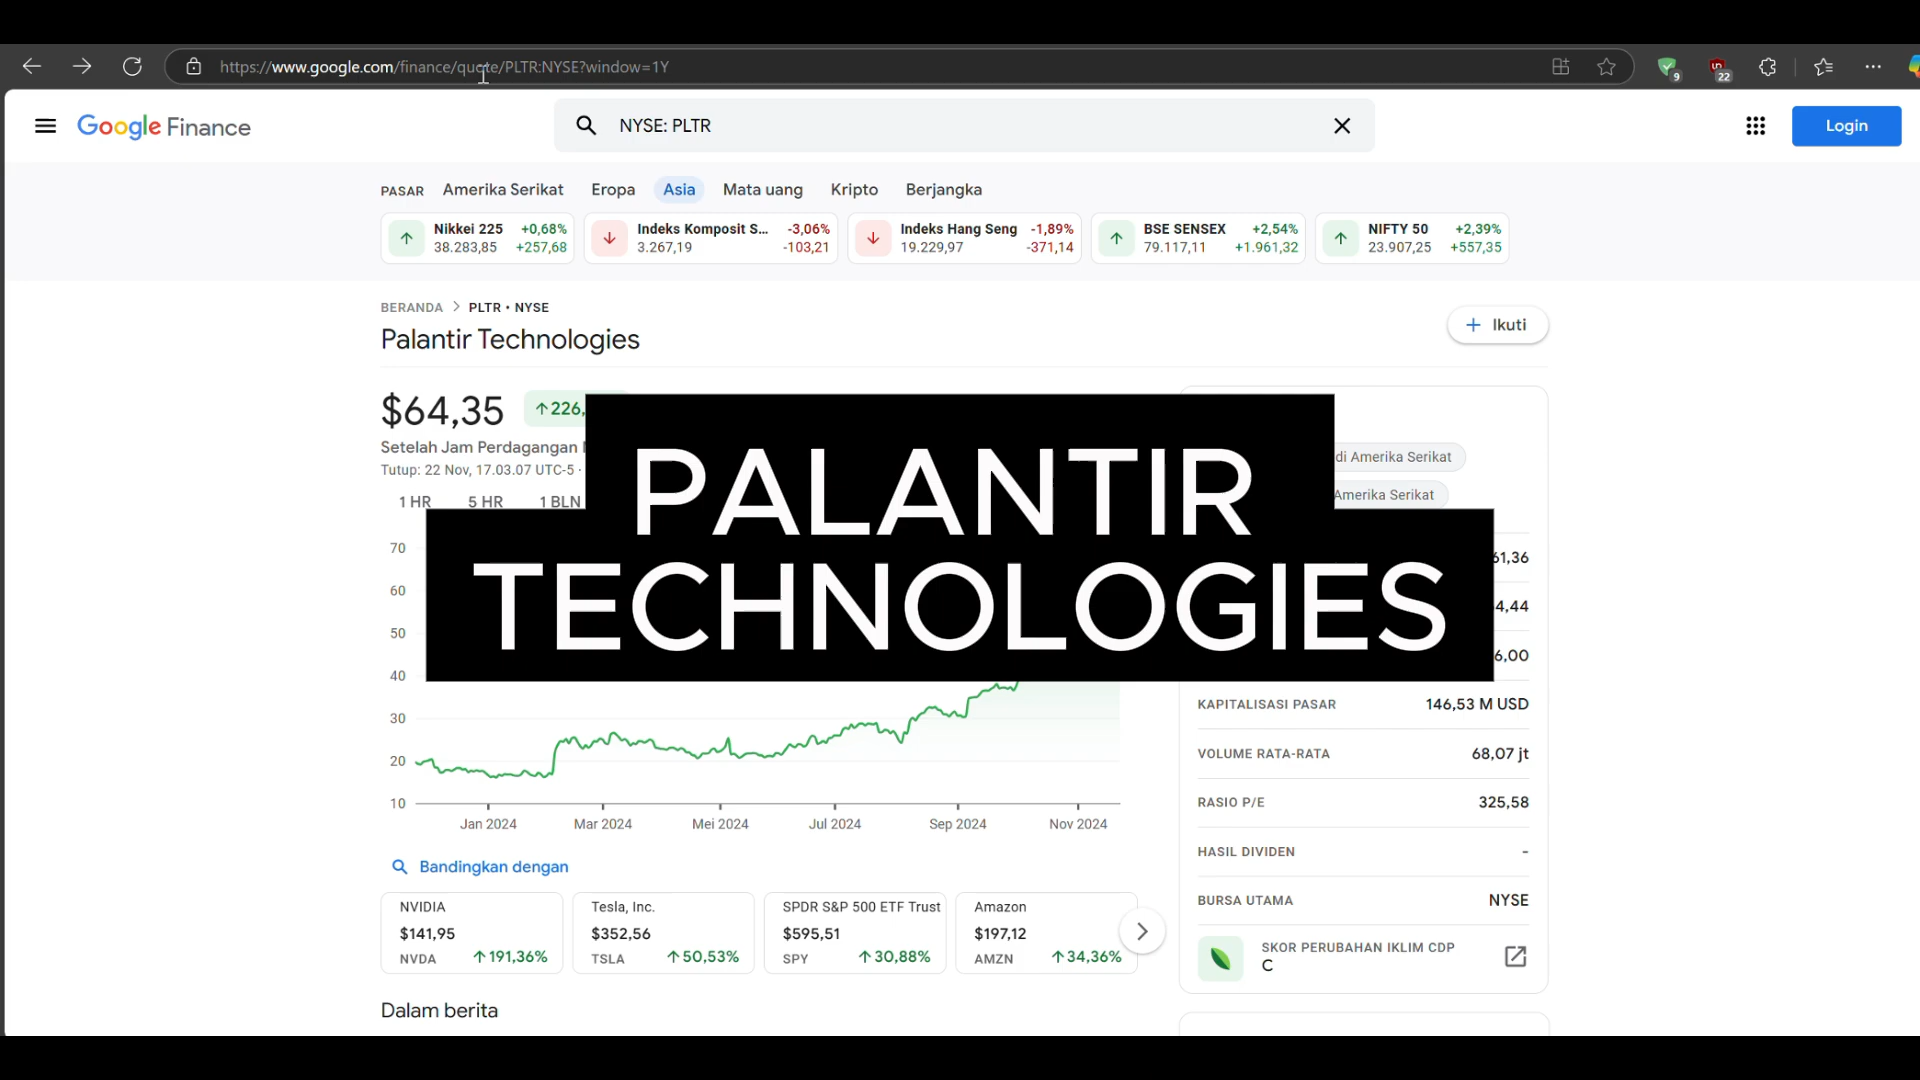 https://www.google.com/finance/quote/PLTR:NYSE?window=1Y
9
22
Google Finance
NYSE: PLTR
Login
PASAR Amerika Serikat Eropa Asia Mata uang Kripto Berjangka
Nikkei 225 +0,68%
38.283,85 +257,68
Indeks Komposit S... -3,06%
3.267,19 -103,21
Indeks Hang Seng -1,89%
19.229,97 -371,14
BSE SENSEX +2,54%
79.117,11 +1.961,32
NIFTY 50 +2,39%
23.907,25 +557,35
BERANDA > PLTR • NYSE
Palantir Technologies
+ Ikuti
$64,35 ↑226,
Setelah Jam Perdagangan
Tutup: 22 Nov, 17.03.07 UTC-5 ·
1 HR 5 HR 1 BLN
PALANTIR
TECHNOLOGIES
di Amerika Serikat
Amerika Serikat
61,36
4,44
6,00
70
60
50
40
30
20
10
Jan 2024 Mar 2024 Mei 2024 Jul 2024 Sep 2024 Nov 2024
KAPITALISASI PASAR 146,53 M USD
VOLUME RATA-RATA 68,07 jt
RASIO P/E 325,58
HASIL DIVIDEN -
BURSA UTAMA NYSE
SKOR PERUBAHAN IKLIM CDP
C
Bandingkan dengan
NVIDIA
$141,95
NVDA ↑191,36%
Tesla, Inc.
$352,56
TSLA ↑50,53%
SPDR S&P 500 ETF Trust
$595,51
SPY ↑30,88%
Amazon
$197,12
AMZN ↑34,36%
Dalam berita